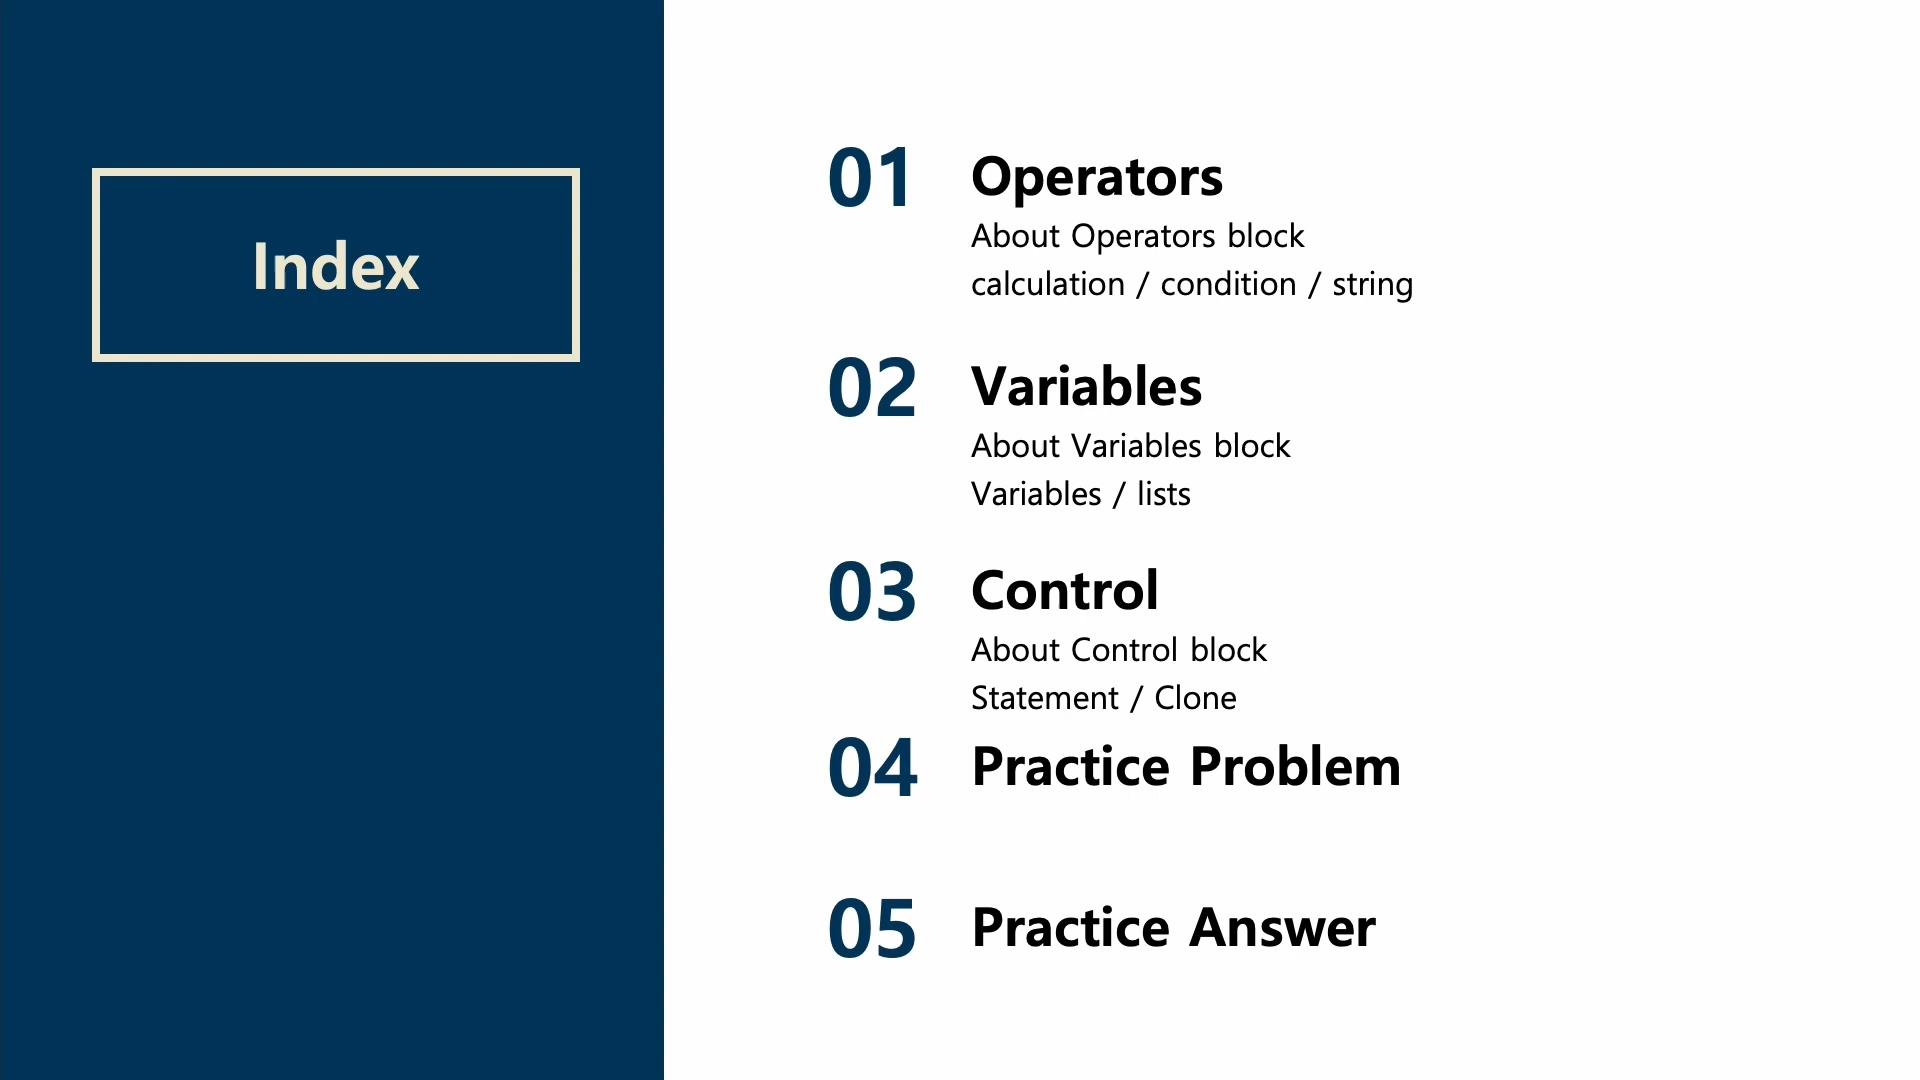 Index
01 Operators
About Operators block
calculation / condition / string
02 Variables
About Variables block
Variables / lists
03 Control
About Control block
Statement / Clone
04 Practice Problem
05 Practice Answer